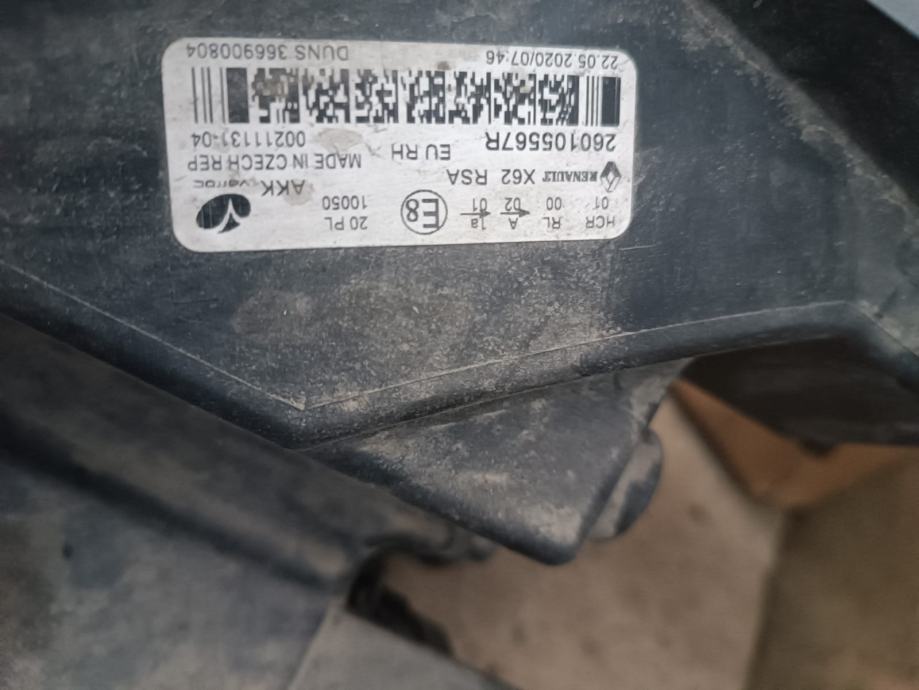 HCR RL A 1a 20 PL
01 00 02 01 E8 10050
RENAULT X62 RSA AKK varroc
260105567R EU RH MADE IN CZECH REP
00211131-04
22.05.2020/07:46 DUNS 366900804